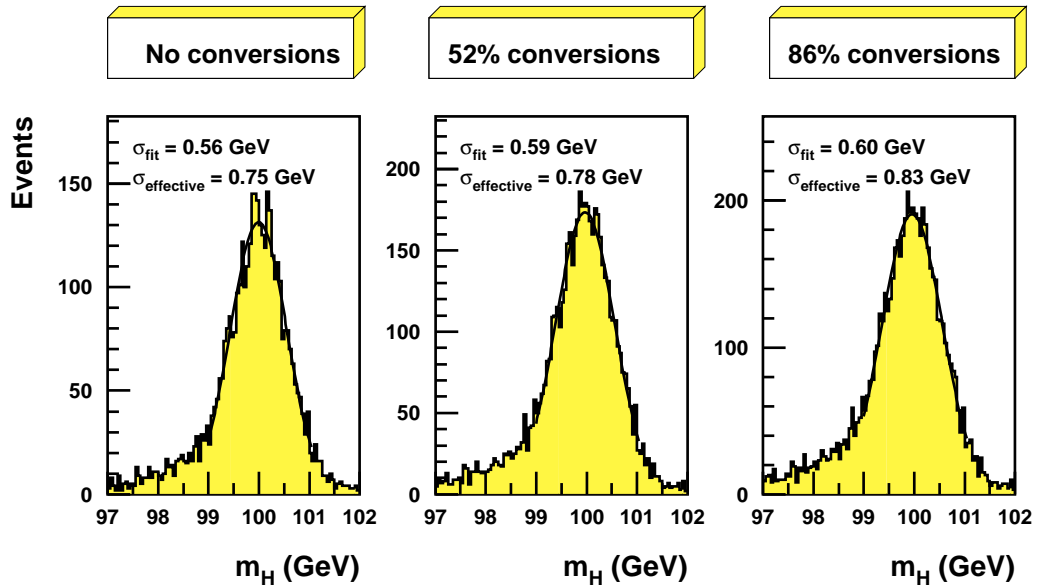 No conversions
52% conversions
86% conversions
Events
σfit = 0.56 GeV
σeffective = 0.75 GeV
150
100
50
0
97 98 99 100 101 102
mH (GeV)
σfit = 0.59 GeV
σeffective = 0.78 GeV
200
150
100
50
0
97 98 99 100 101 102
mH (GeV)
σfit = 0.60 GeV
σeffective = 0.83 GeV
200
100
0
97 98 99 100 101 102
mH (GeV)